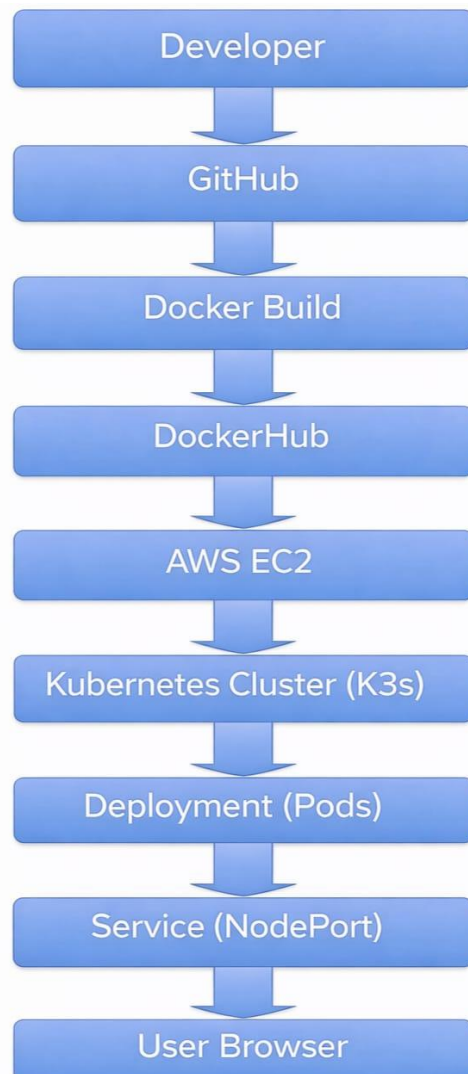 Developer
GitHub
Docker Build
DockerHub
AWS EC2
Kubernetes Cluster (K3s)
Deployment (Pods)
Service (NodePort)
User Browser